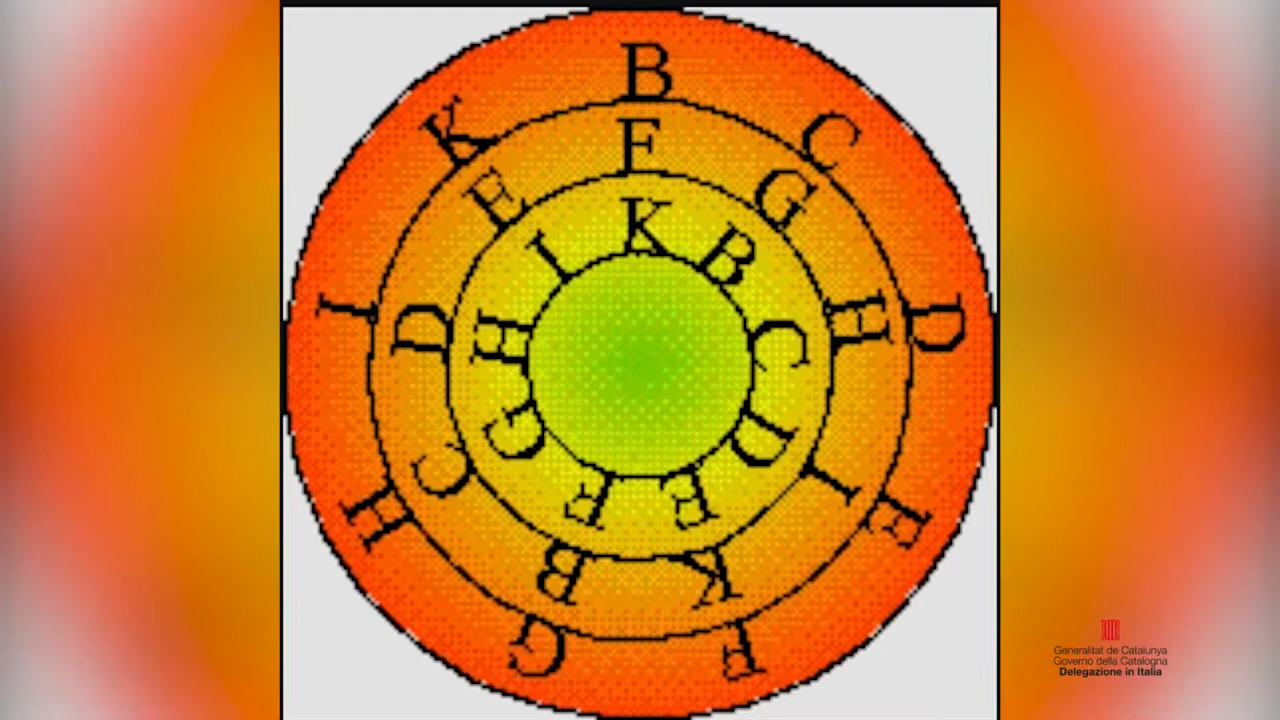 B C D E F G H I K
F G H I K B C D E
K B C D E F G H I
Generalitat de Catalunya
Governo della Catalogna
Delegazione in Italia